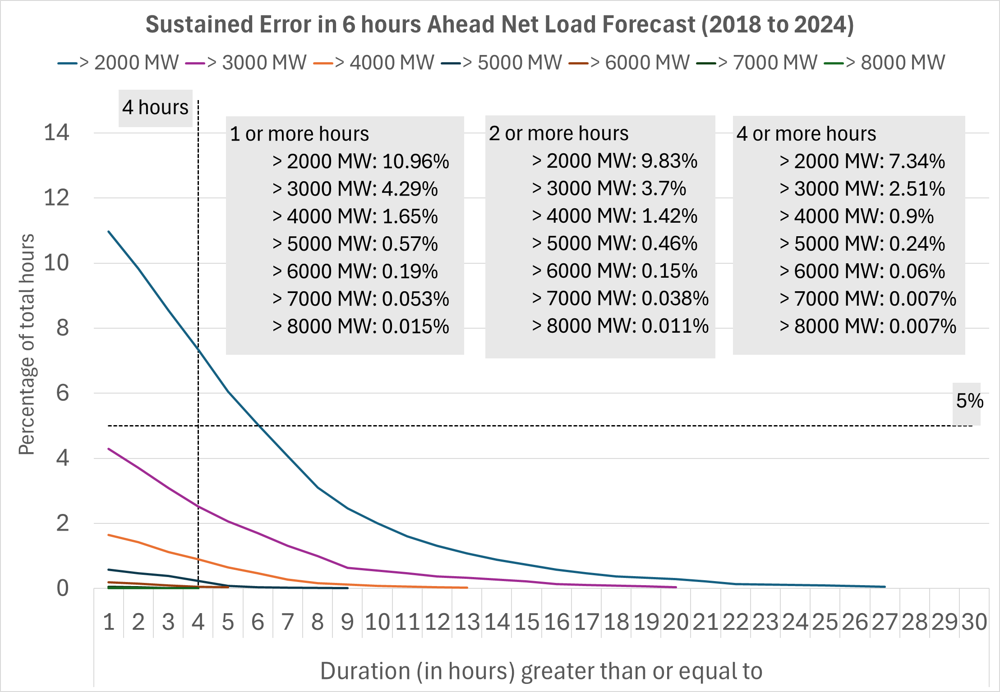 Sustained Error in 6 hours Ahead Net Load Forecast (2018 to 2024)
> 2000 MW > 3000 MW > 4000 MW > 5000 MW > 6000 MW > 7000 MW > 8000 MW
4 hours
1 or more hours
> 2000 MW: 10.96%
> 3000 MW: 4.29%
> 4000 MW: 1.65%
> 5000 MW: 0.57%
> 6000 MW: 0.19%
> 7000 MW: 0.053%
> 8000 MW: 0.015%
2 or more hours
> 2000 MW: 9.83%
> 3000 MW: 3.7%
> 4000 MW: 1.42%
> 5000 MW: 0.46%
> 6000 MW: 0.15%
> 7000 MW: 0.038%
> 8000 MW: 0.011%
4 or more hours
> 2000 MW: 7.34%
> 3000 MW: 2.51%
> 4000 MW: 0.9%
> 5000 MW: 0.24%
> 6000 MW: 0.06%
> 7000 MW: 0.007%
> 8000 MW: 0.007%
5%
Percentage of total hours
14
12
10
8
6
4
2
0
1 2 3 4 5 6 7 8 9 10 11 12 13 14 15 16 17 18 19 20 21 22 23 24 25 26 27 28 29 30
Duration (in hours) greater than or equal to